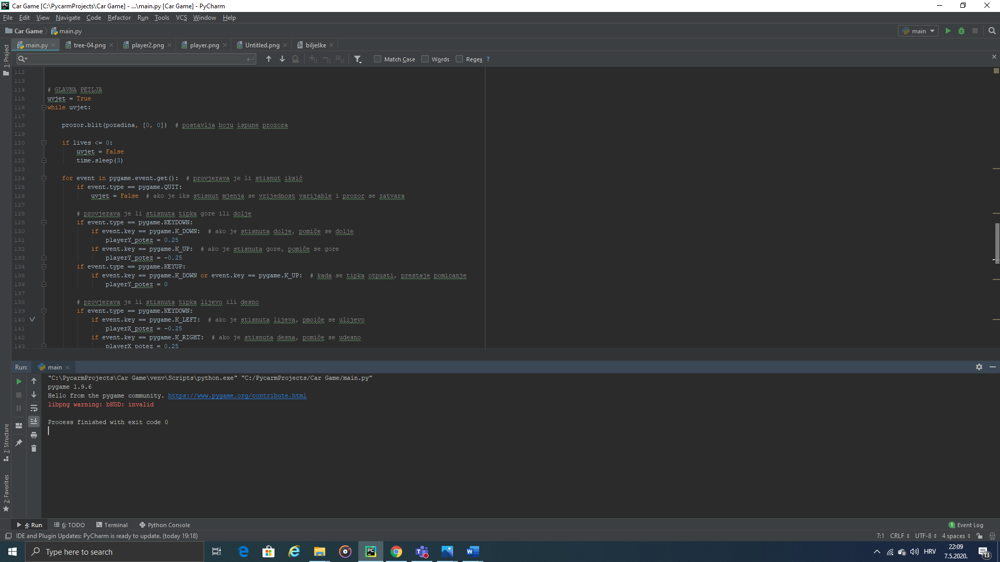 Car Game [C:\PycarmProjects\Car Game] - ...\main.py [Car Game] - PyCharm
File Edit View Navigate Code Refactor Run Tools VCS Window Help
Car Game main.py main
main.py tree-04.png player2.png player.png Untitled.png bilješke
1: Project
Match Case Words Regex ?
112
113
114 # GLAVNA PETLJA
115 uvjet = True
116 while uvjet:
117
118 prozor.blit(pozadina, [0, 0]) # postavlja boju ispune prozora
119
120 if lives <= 0:
121 uvjet = False
122 time.sleep(3)
123
124 for event in pygame.event.get(): # provjerava je li stisnut iksić
125 if event.type == pygame.QUIT:
126 uvjet = False # ako je iks stisnut mjenja se vrijednost varijable i prozor se zatvara
127
128 # provjerava je li stisnuta tipka gore ili dolje
129 if event.type == pygame.KEYDOWN:
130 if event.key == pygame.K_DOWN: # ako je stisnuta dolje, pomiče se dolje
131 playerY_potez = 0.25
132 if event.key == pygame.K_UP: # ako je stisnuta gore, pomiče se gore
133 playerY_potez = -0.25
134 if event.type == pygame.KEYUP:
135 if event.key == pygame.K_DOWN or event.key == pygame.K_UP: # kada se tipka otpusti, prestaje pomicanje
136 playerY_potez = 0
137
138 # provjerava je li stisnuta tipka lijevo ili desno
139 if event.type == pygame.KEYDOWN:
140 if event.key == pygame.K_LEFT: # ako je stisnuta lijeva, pmoiče se ulijevo
141 playerX_potez = -0.25
142 if event.key == pygame.K_RIGHT: # ako je stisnuta desna, pomiče se udesno
143 playerX_potez = 0.25
Run: main
"C:\PycarmProjects\Car Game\venv\Scripts\python.exe" "C:/PycarmProjects/Car Game/main.py"
pygame 1.9.6
Hello from the pygame community. https://www.pygame.org/contribute.html
libpng warning: bKGD: invalid
Process finished with exit code 0
7: Structure
2: Favorites
4: Run 6: TODO Terminal Python Console 1 Event Log
IDE and Plugin Updates: PyCharm is ready to update. (today 19:18) 7:1 CRLF UTF-8 4 spaces
Type here to search
HRV
22:09
7.5.2020.
13